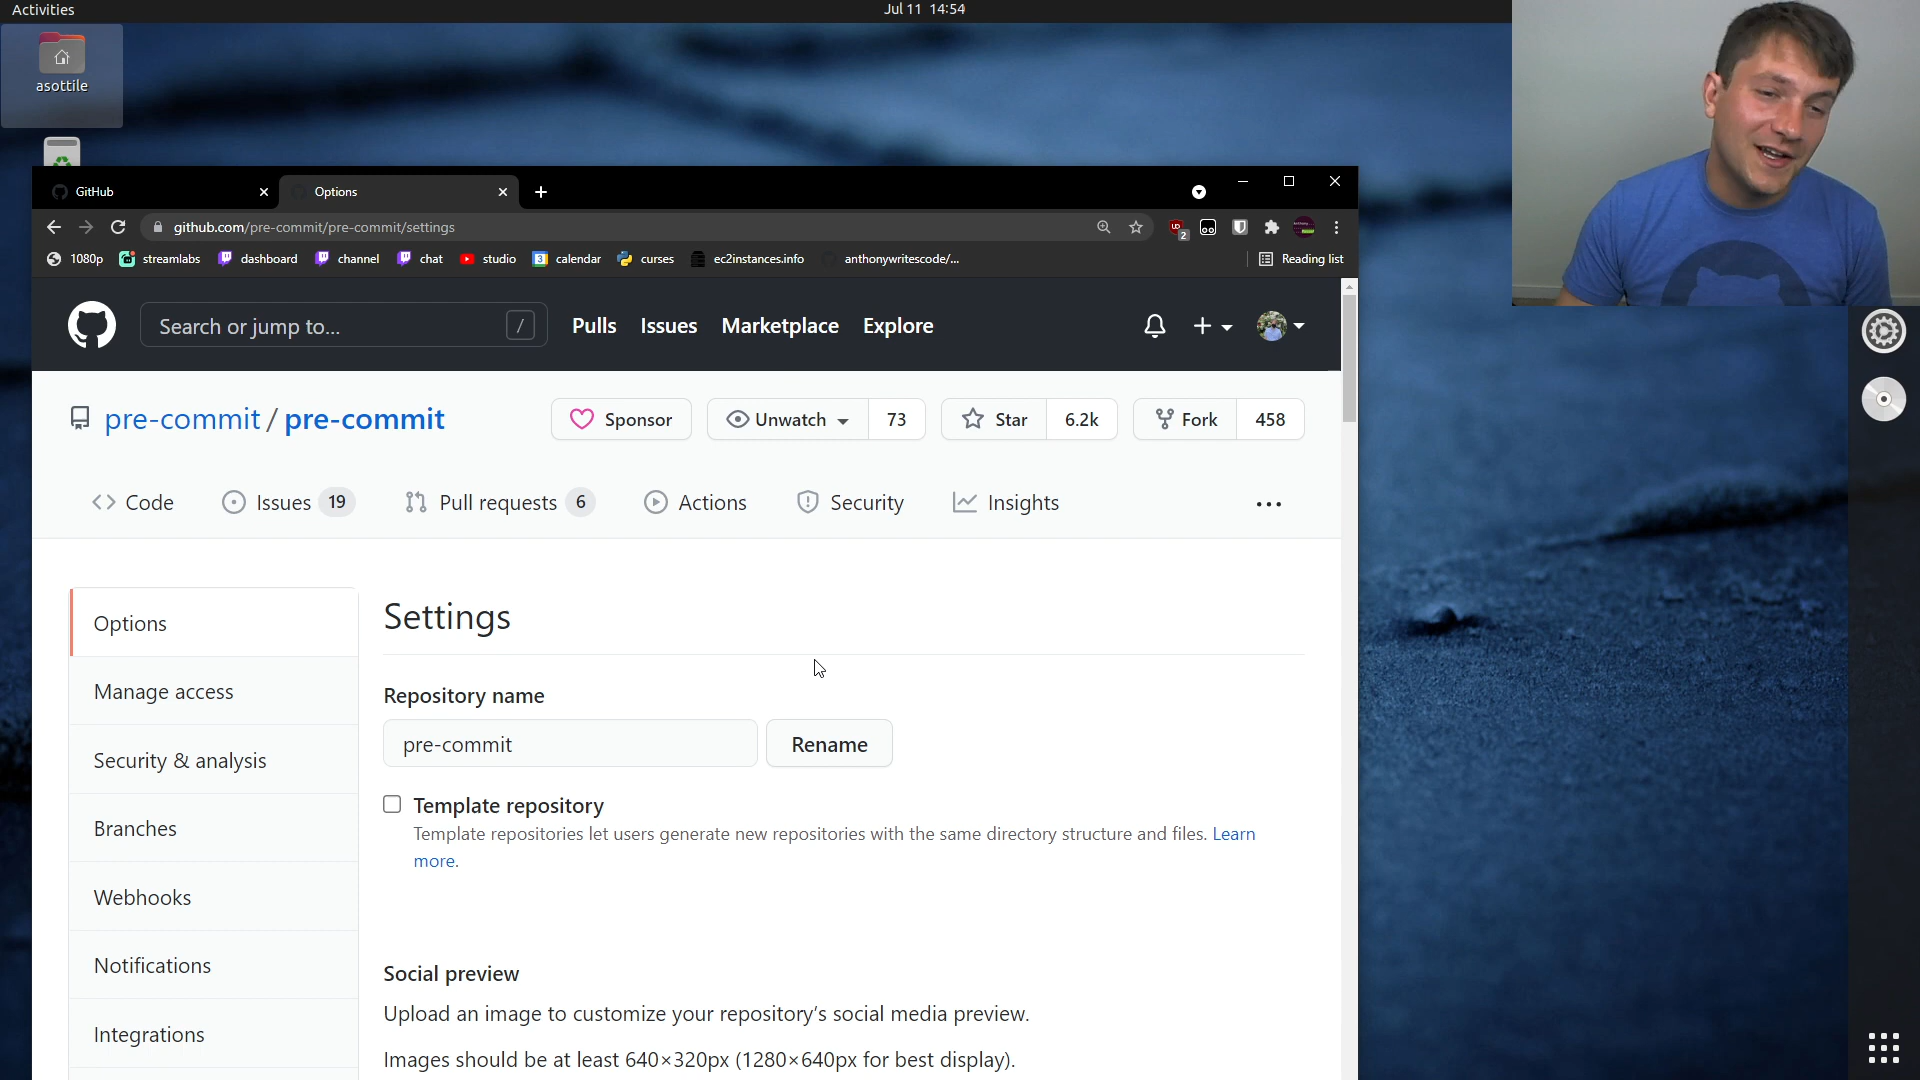 Activities
Jul 11 14:54
asottile
GitHub
Options
github.com/pre-commit/pre-commit/settings
2
1080p
streamlabs
dashboard
channel
chat
studio
3
calendar
curses
ec2instances.info
anthonywritescode/...
Reading list
Search or jump to...
/
Pulls
Issues
Marketplace
Explore
pre-commit / pre-commit
Sponsor
Unwatch
73
Star
6.2k
Fork
458
Code
Issues 19
Pull requests 6
Actions
Security
Insights
Options
Manage access
Security & analysis
Branches
Webhooks
Notifications
Integrations
Settings
Repository name
pre-commit
Rename
Template repository
Template repositories let users generate new repositories with the same directory structure and files. Learn
more.
Social preview
Upload an image to customize your repository's social media preview.
Images should be at least 640×320px (1280×640px for best display).